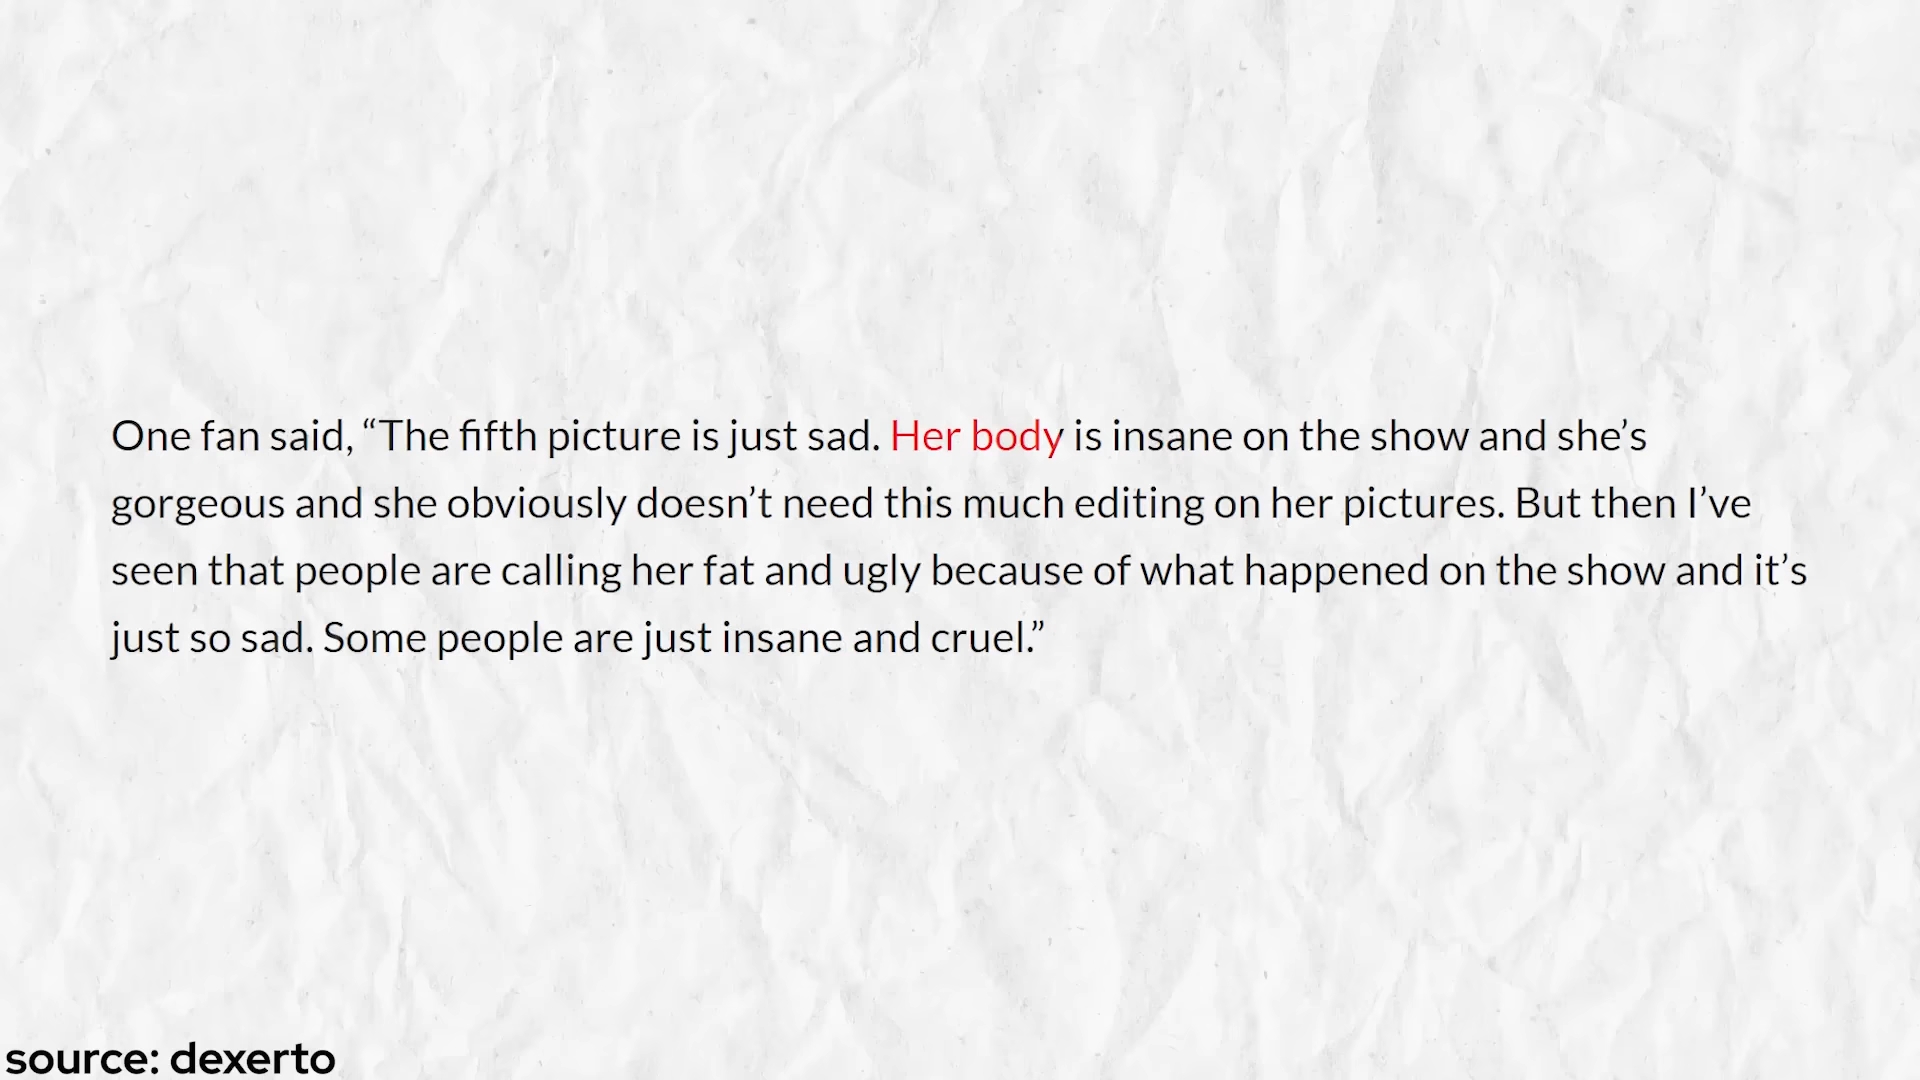 One fan said, “The fifth picture is just sad. Her body is insane on the show and she’s
gorgeous and she obviously doesn’t need this much editing on her pictures. But then I’ve
seen that people are calling her fat and ugly because of what happened on the show and it’s
just so sad. Some people are just insane and cruel.”
source: dexerto